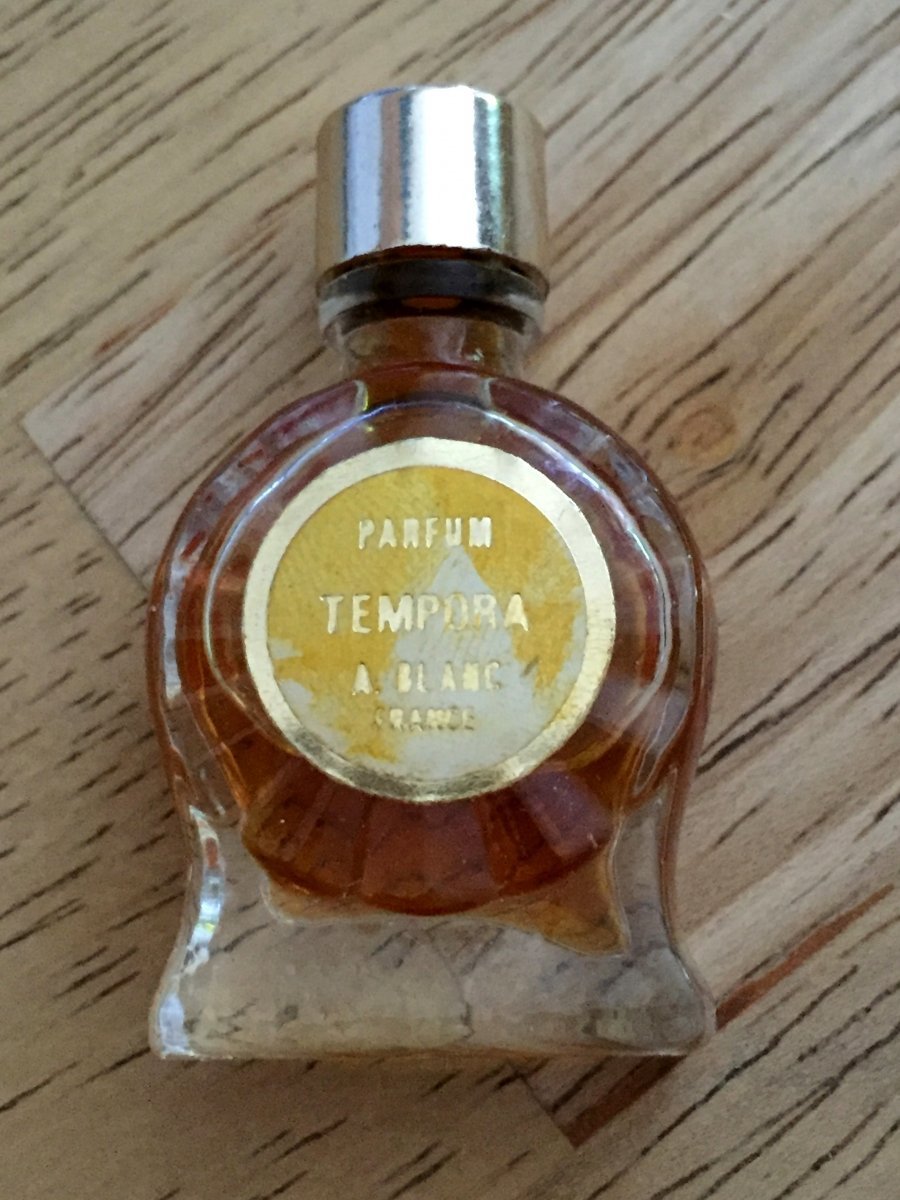 PARFUM
TEMPORA
A. BLANC
FRANCE